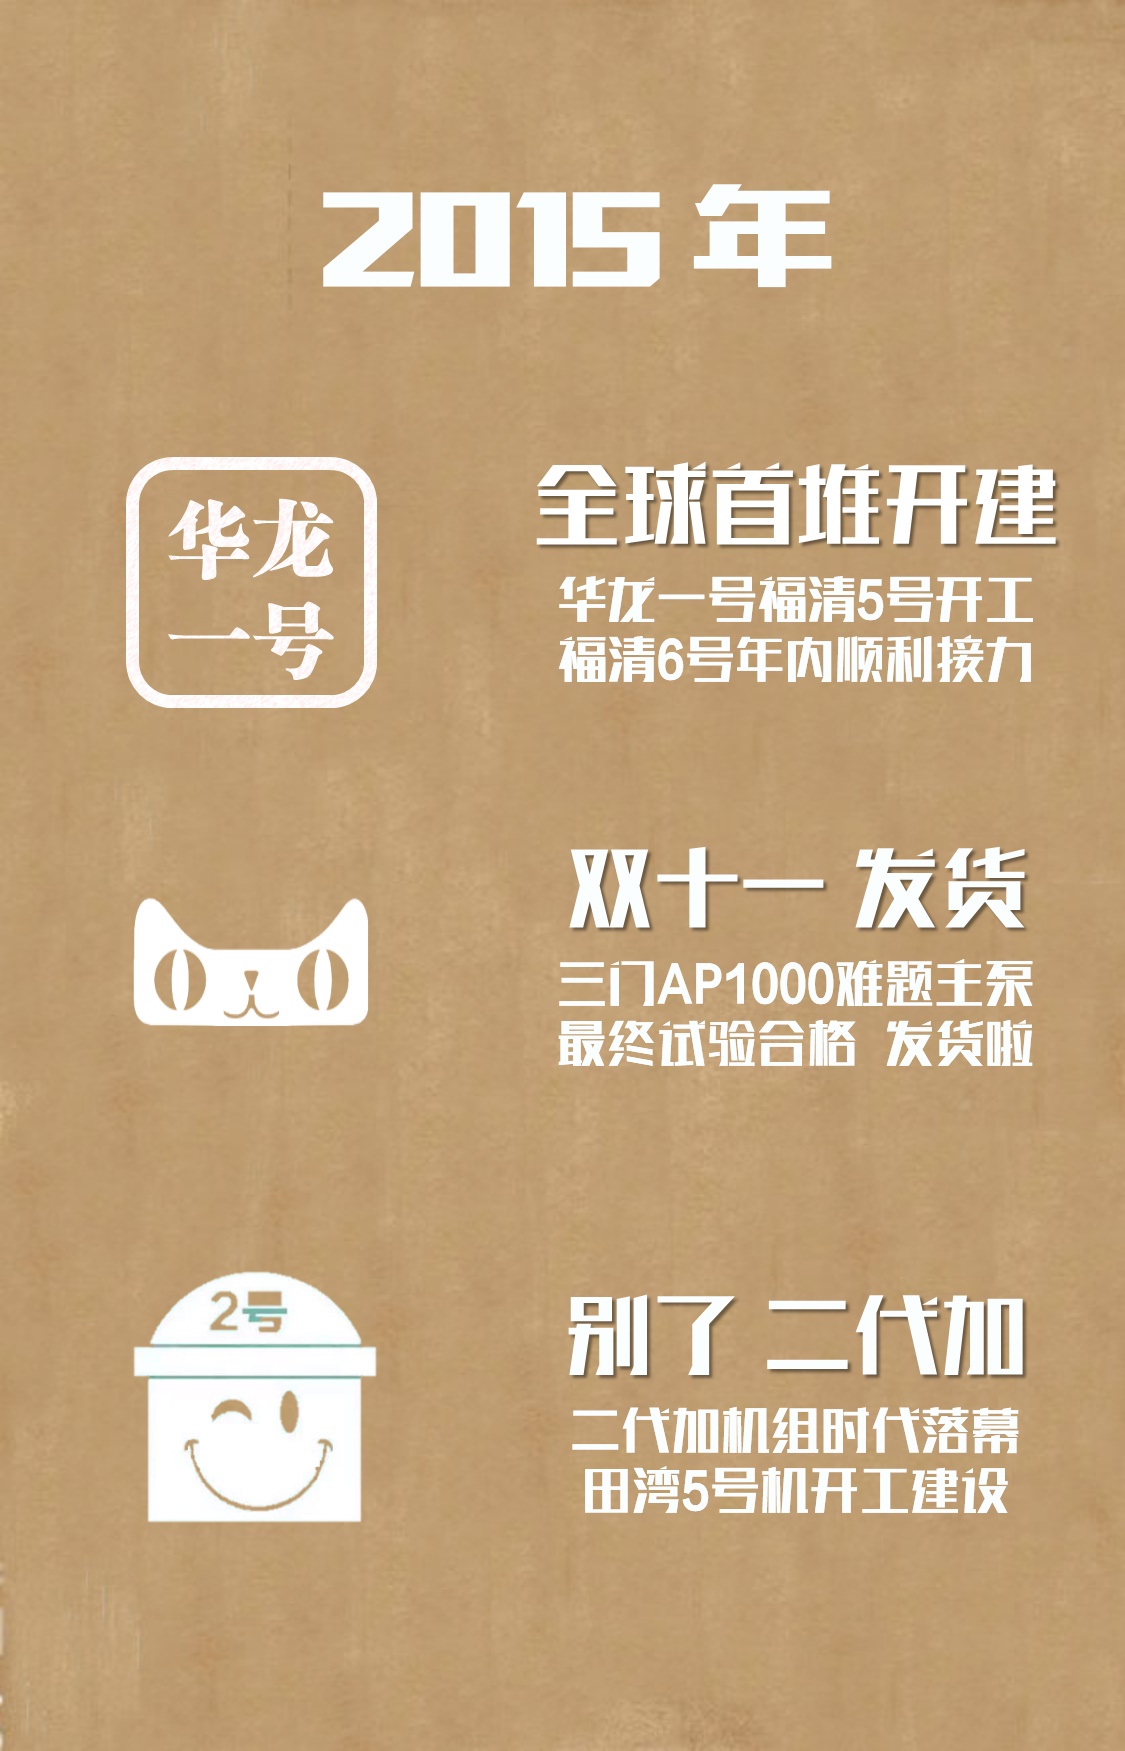 2015 年
华龙
一号
全球首堆开建
华龙一号福清5号开工
福清6号年内顺利接力
双十一 发货
三门AP1000难题主泵
最终试验合格 发货啦
2号
别了 二代加
二代加机组时代落幕
田湾5号机开工建设